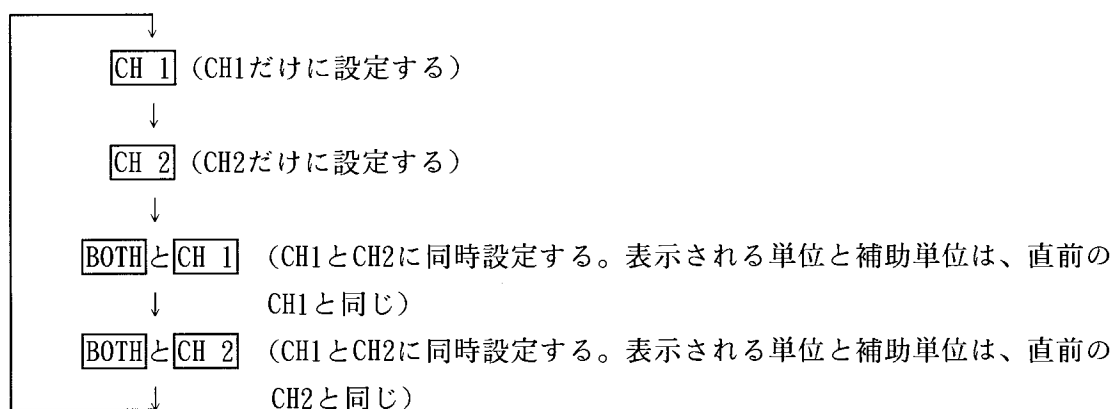 CH 1（CH1だけに設定する）
↓
CH 2（CH2だけに設定する）
↓
BOTHとCH 1（CH1とCH2に同時設定する。表示される単位と補助単位は、直前の
↓ CH1と同じ）
BOTHとCH 2（CH1とCH2に同時設定する。表示される単位と補助単位は、直前の
↓ CH2と同じ）